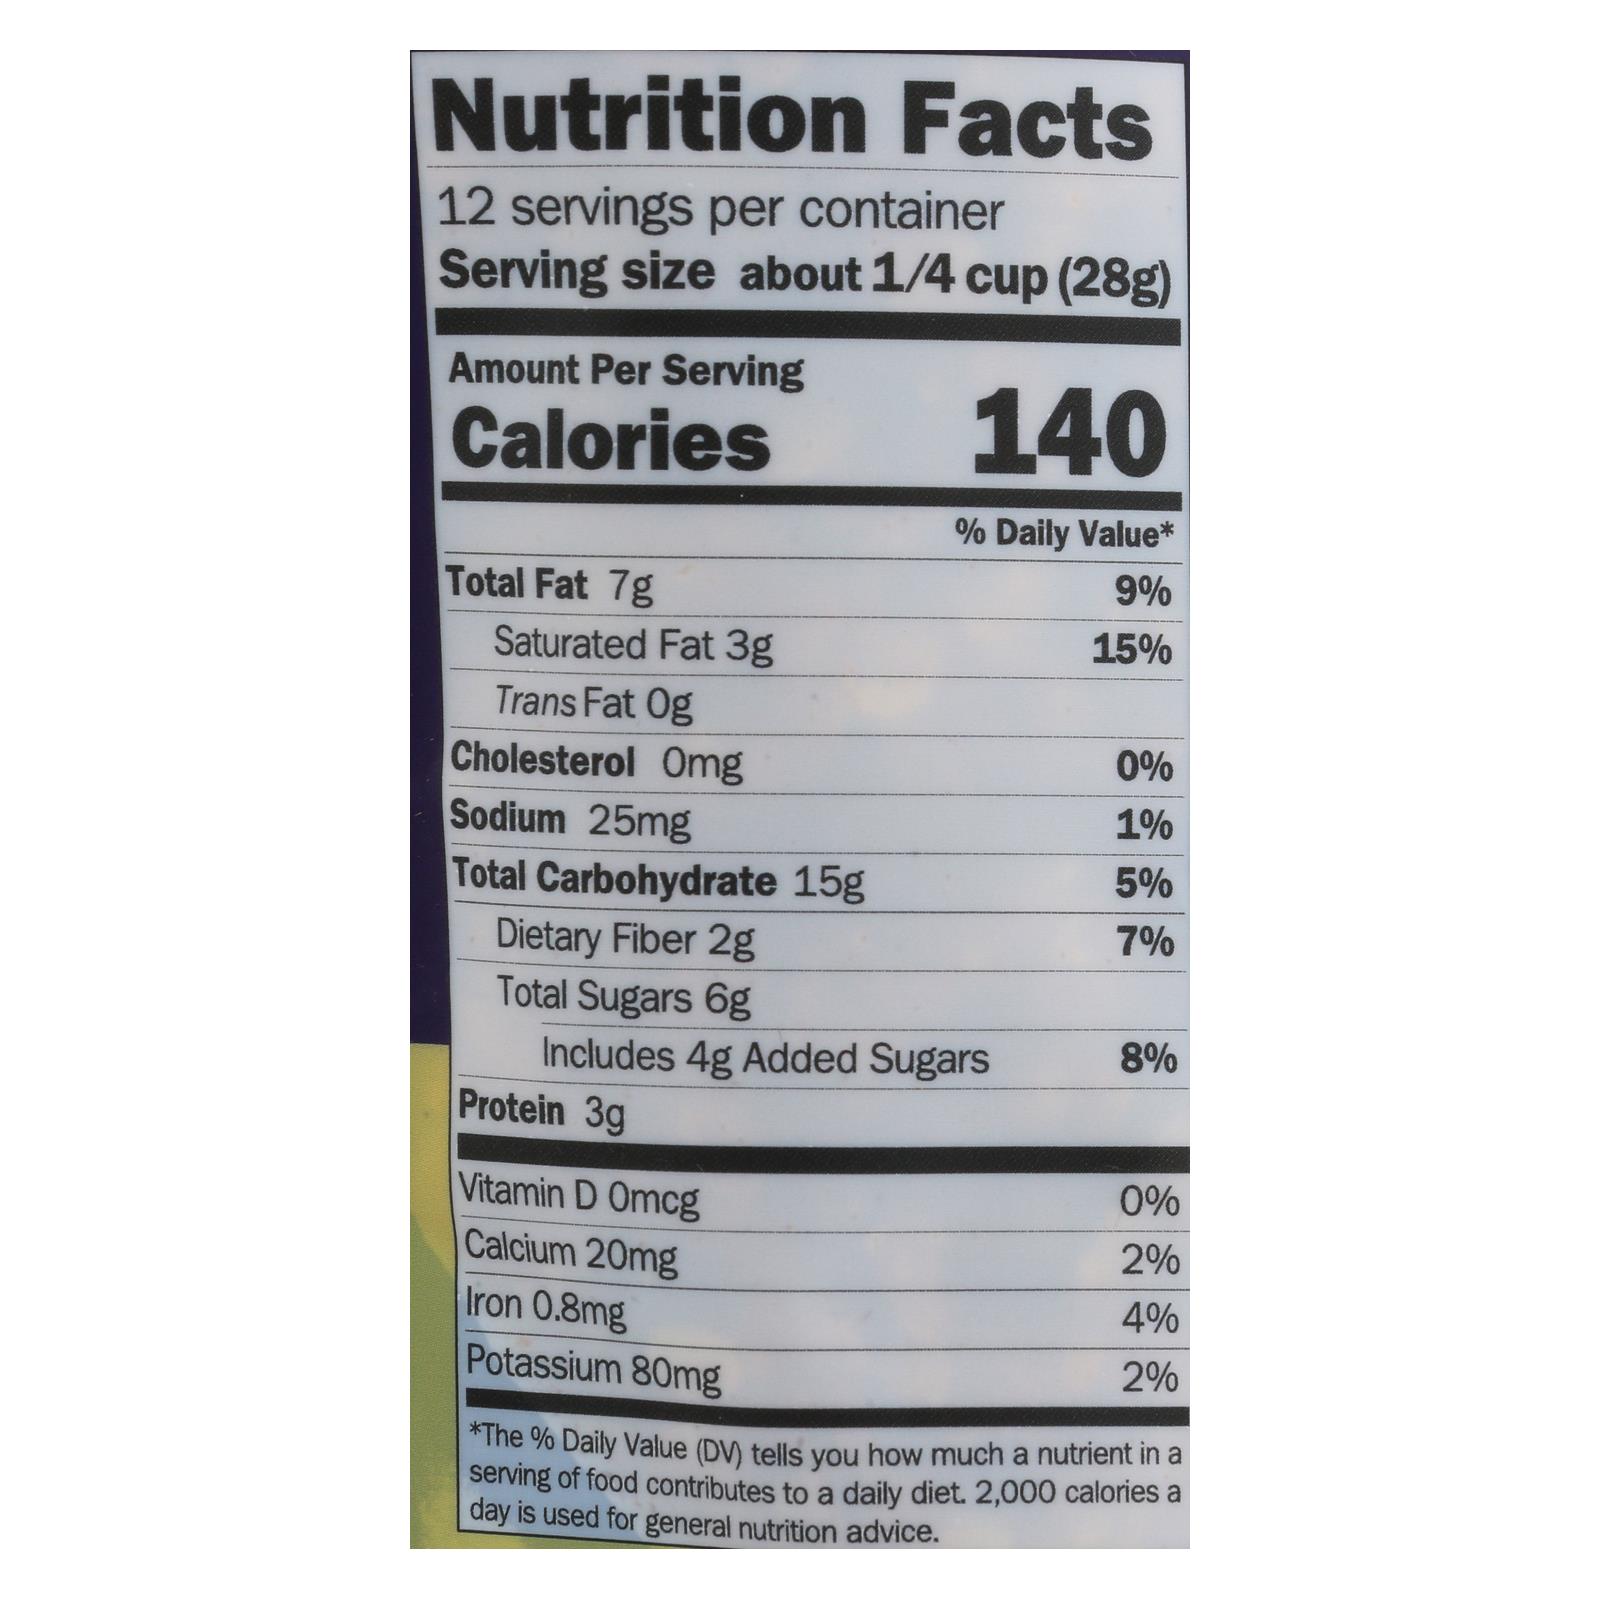 Nutrition Facts
12 servings per container
Serving size about 1/4 cup (28g)
Amount Per Serving
Calories 140
% Daily Value*
Total Fat 7g 9%
Saturated Fat 3g 15%
Trans Fat 0g
Cholesterol 0mg 0%
Sodium 25mg 1%
Total Carbohydrate 15g 5%
Dietary Fiber 2g 7%
Total Sugars 6g
Includes 4g Added Sugars 8%
Protein 3g
Vitamin D 0mcg 0%
Calcium 20mg 2%
Iron 0.8mg 4%
Potassium 80mg 2%
*The % Daily Value (DV) tells you how much a nutrient in a
serving of food contributes to a daily diet. 2,000 calories a
day is used for general nutrition advice.